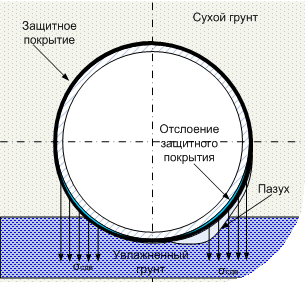 Защитное
покрытие
Сухой грунт
Отслоение
защитного
покрытия
Пазух
Увлажненный
грунт